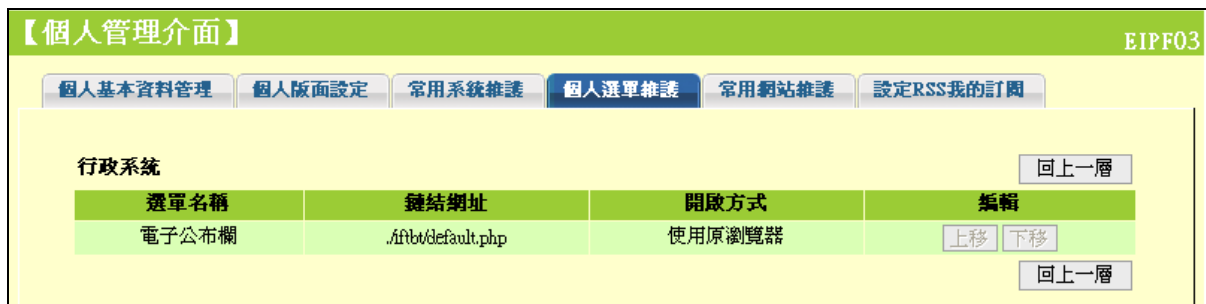 【個人管理介面】
EIPF03
個人基本資料管理 個人版面設定 常用系統維護 個人選單維護 常用網站維護 設定RSS我的訂閱
行政系統 回上一層
選單名稱 鏈結網址 開啟方式 編輯
電子公布欄 ./iftbt/default.php 使用原瀏覽器 上移 下移
回上一層